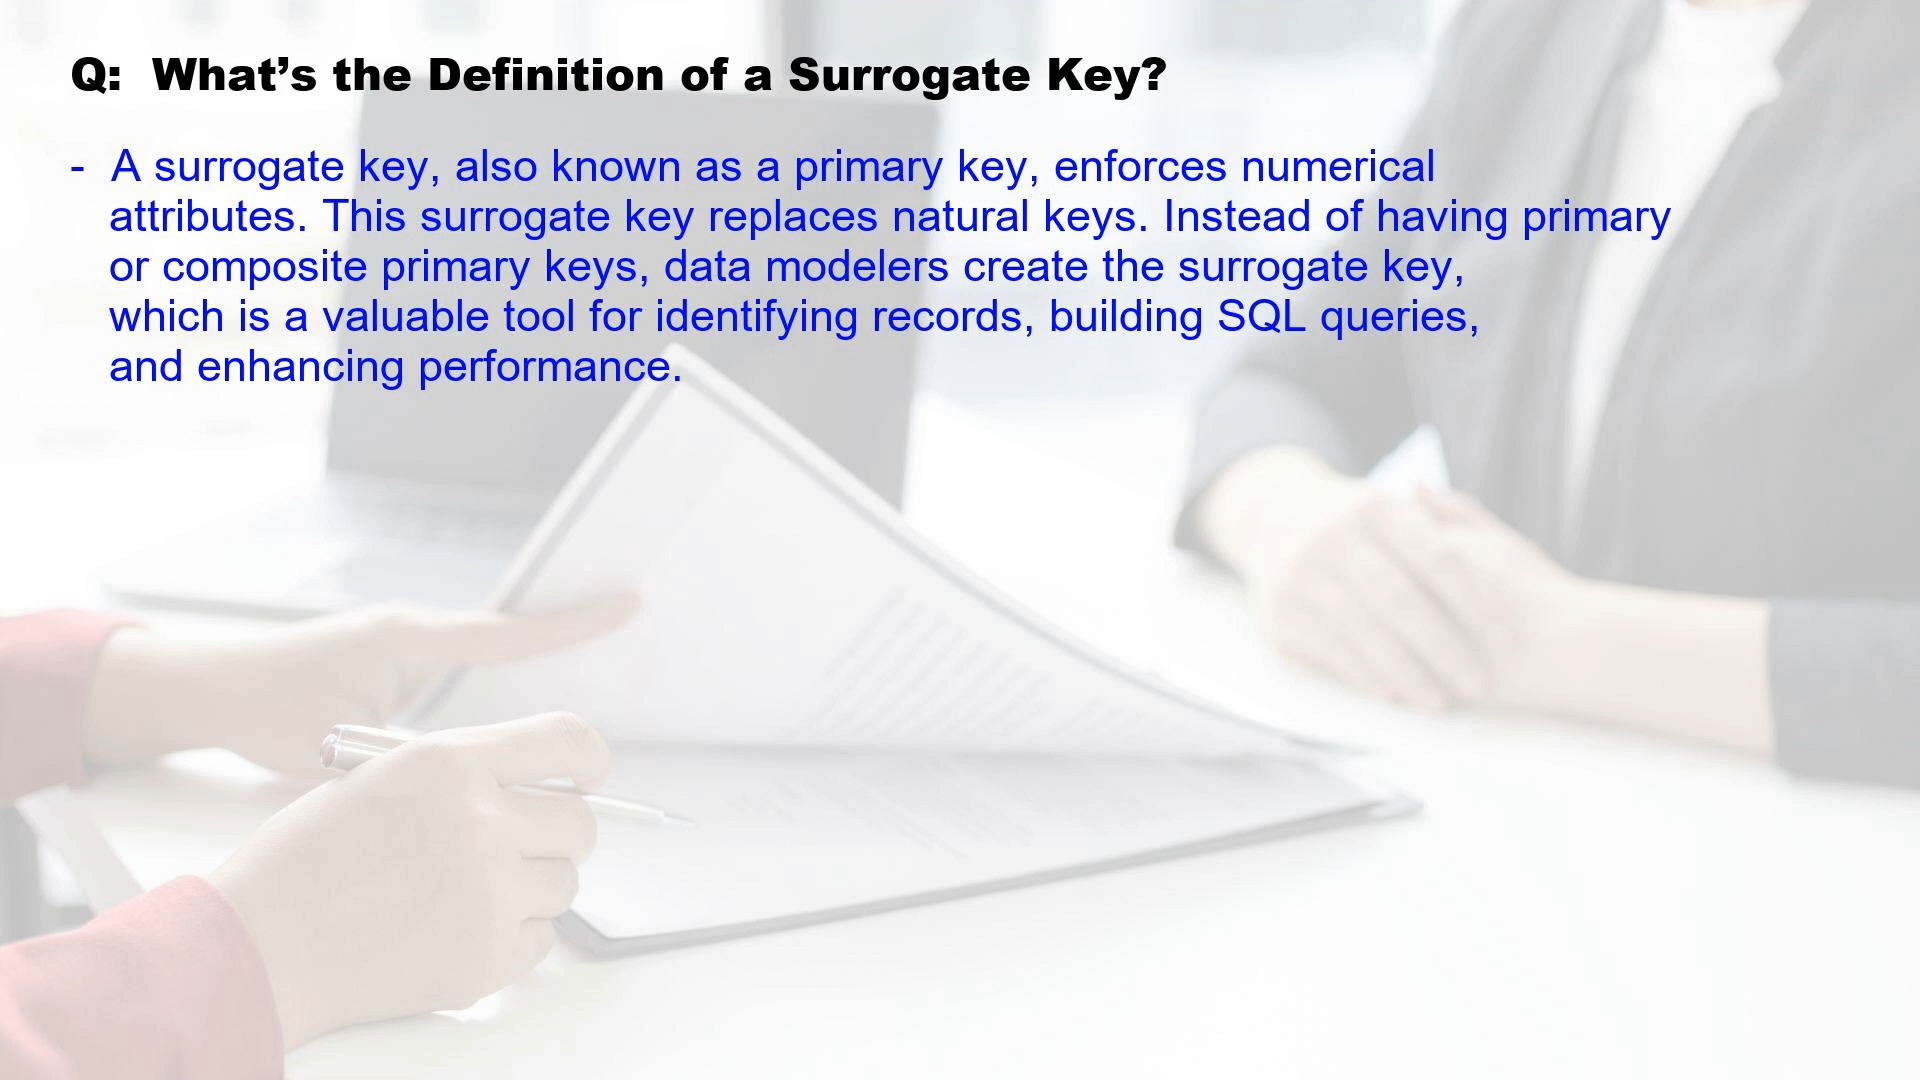 Q: What’s the Definition of a Surrogate Key?
- A surrogate key, also known as a primary key, enforces numerical
attributes. This surrogate key replaces natural keys. Instead of having primary
or composite primary keys, data modelers create the surrogate key,
which is a valuable tool for identifying records, building SQL queries,
and enhancing performance.